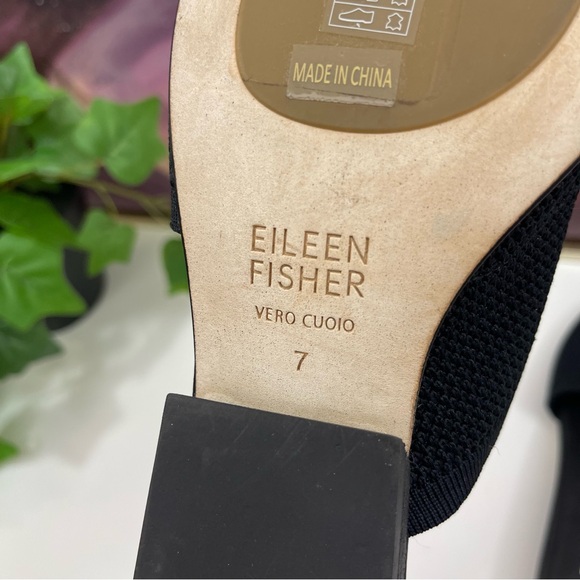 MADE IN CHINA
EILEEN
FISHER
VERO CUOIO
7